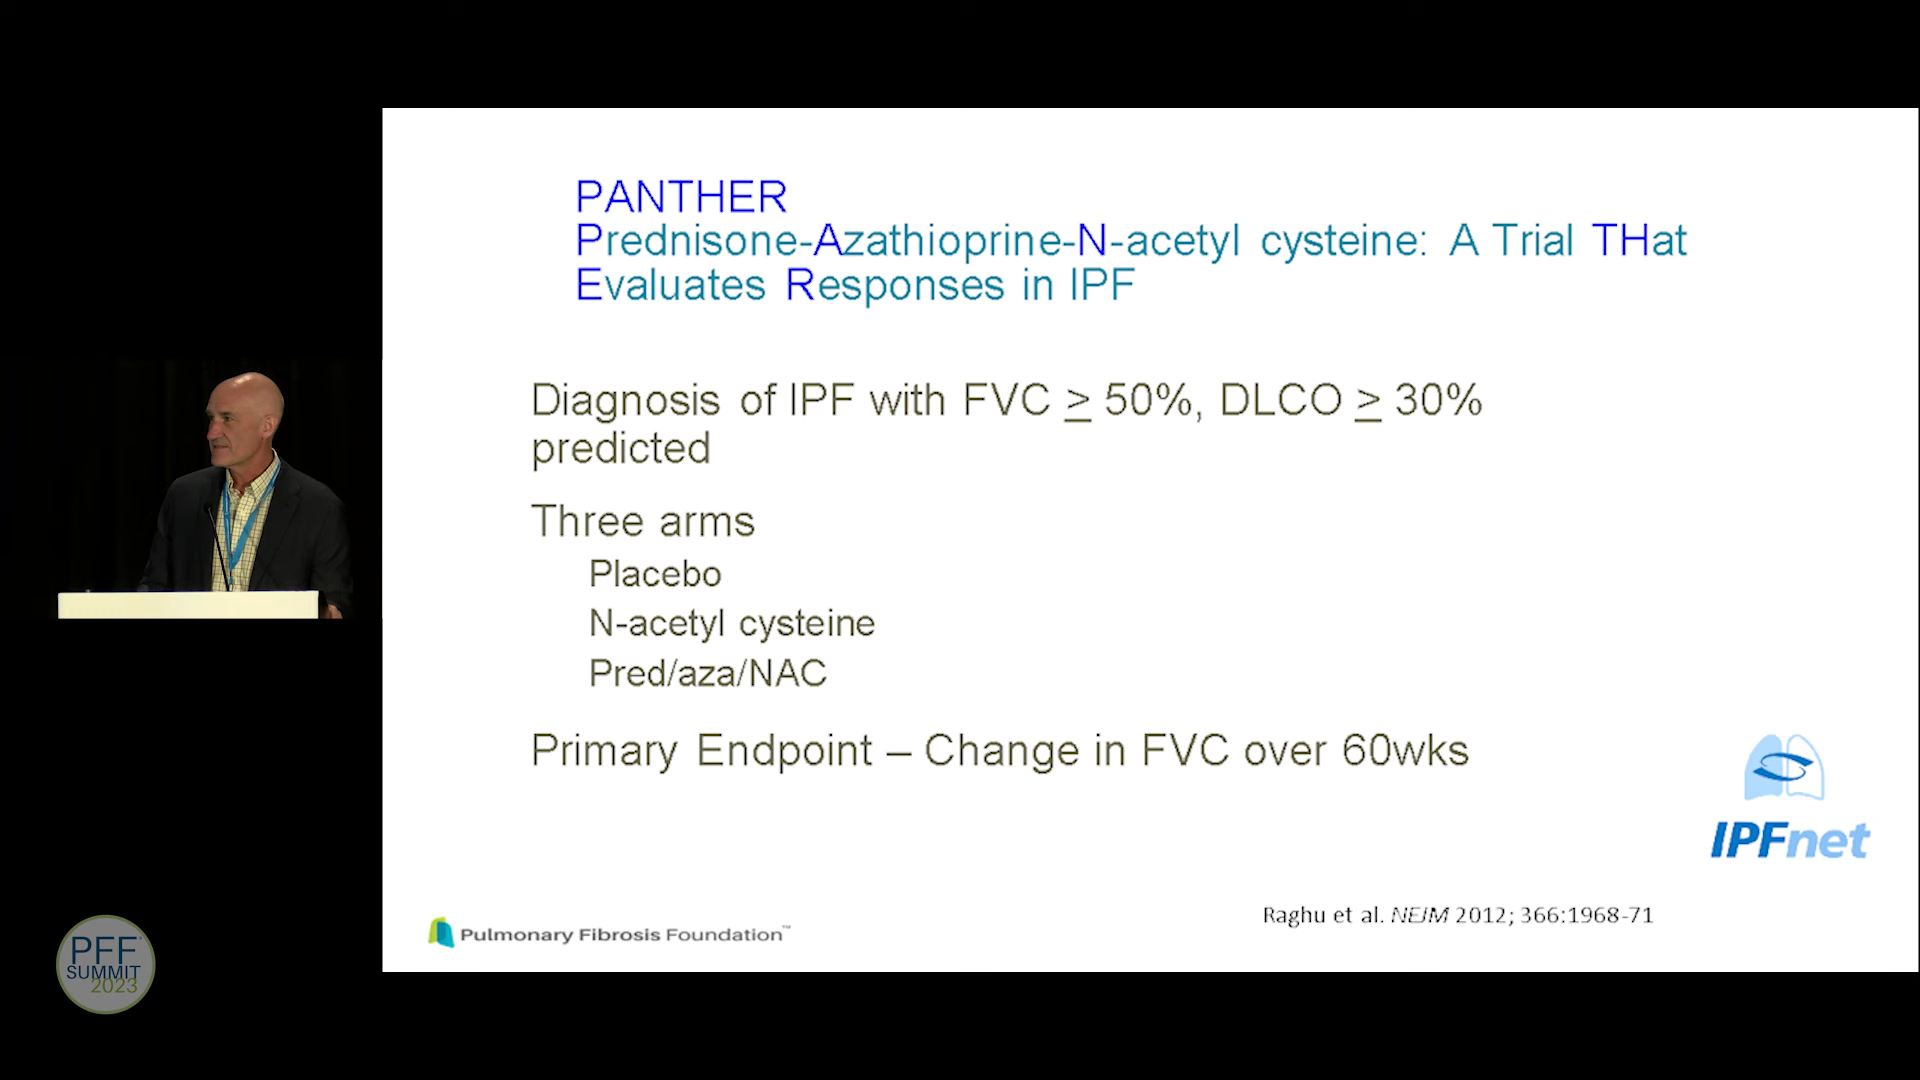 PANTHER
Prednisone-Azathioprine-N-acetyl cysteine: A Trial THat
Evaluates Responses in IPF
Diagnosis of IPF with FVC ≥ 50%, DLCO ≥ 30%
predicted
Three arms
Placebo
N-acetyl cysteine
Pred/aza/NAC
Primary Endpoint – Change in FVC over 60wks
IPFnet
Raghu et al. NEJM 2012; 366:1968-71
Pulmonary Fibrosis Foundation™
PFF
SUMMIT
2023